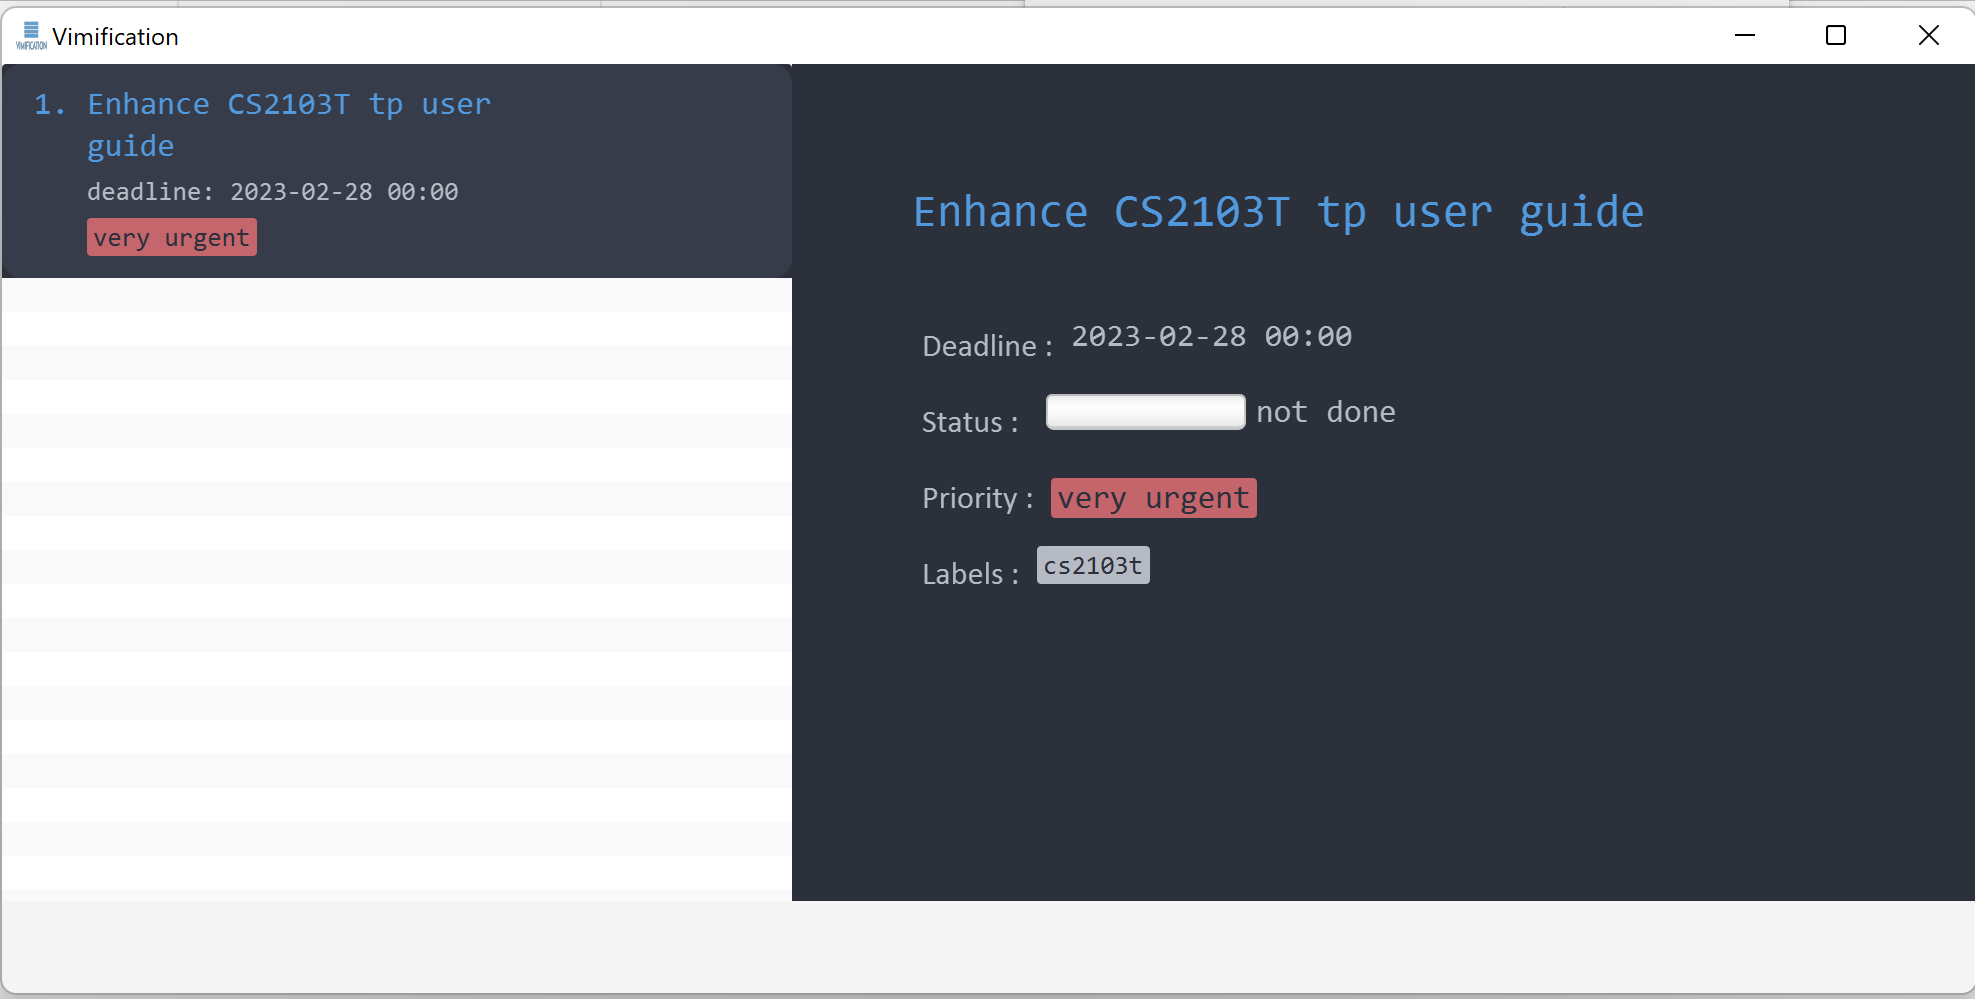 VIMIFICATION Vimification
1. Enhance CS2103T tp user
guide
deadline: 2023-02-28 00:00
very urgent
Enhance CS2103T tp user guide
Deadline : 2023-02-28 00:00
Status : not done
Priority : very urgent
Labels : cs2103t